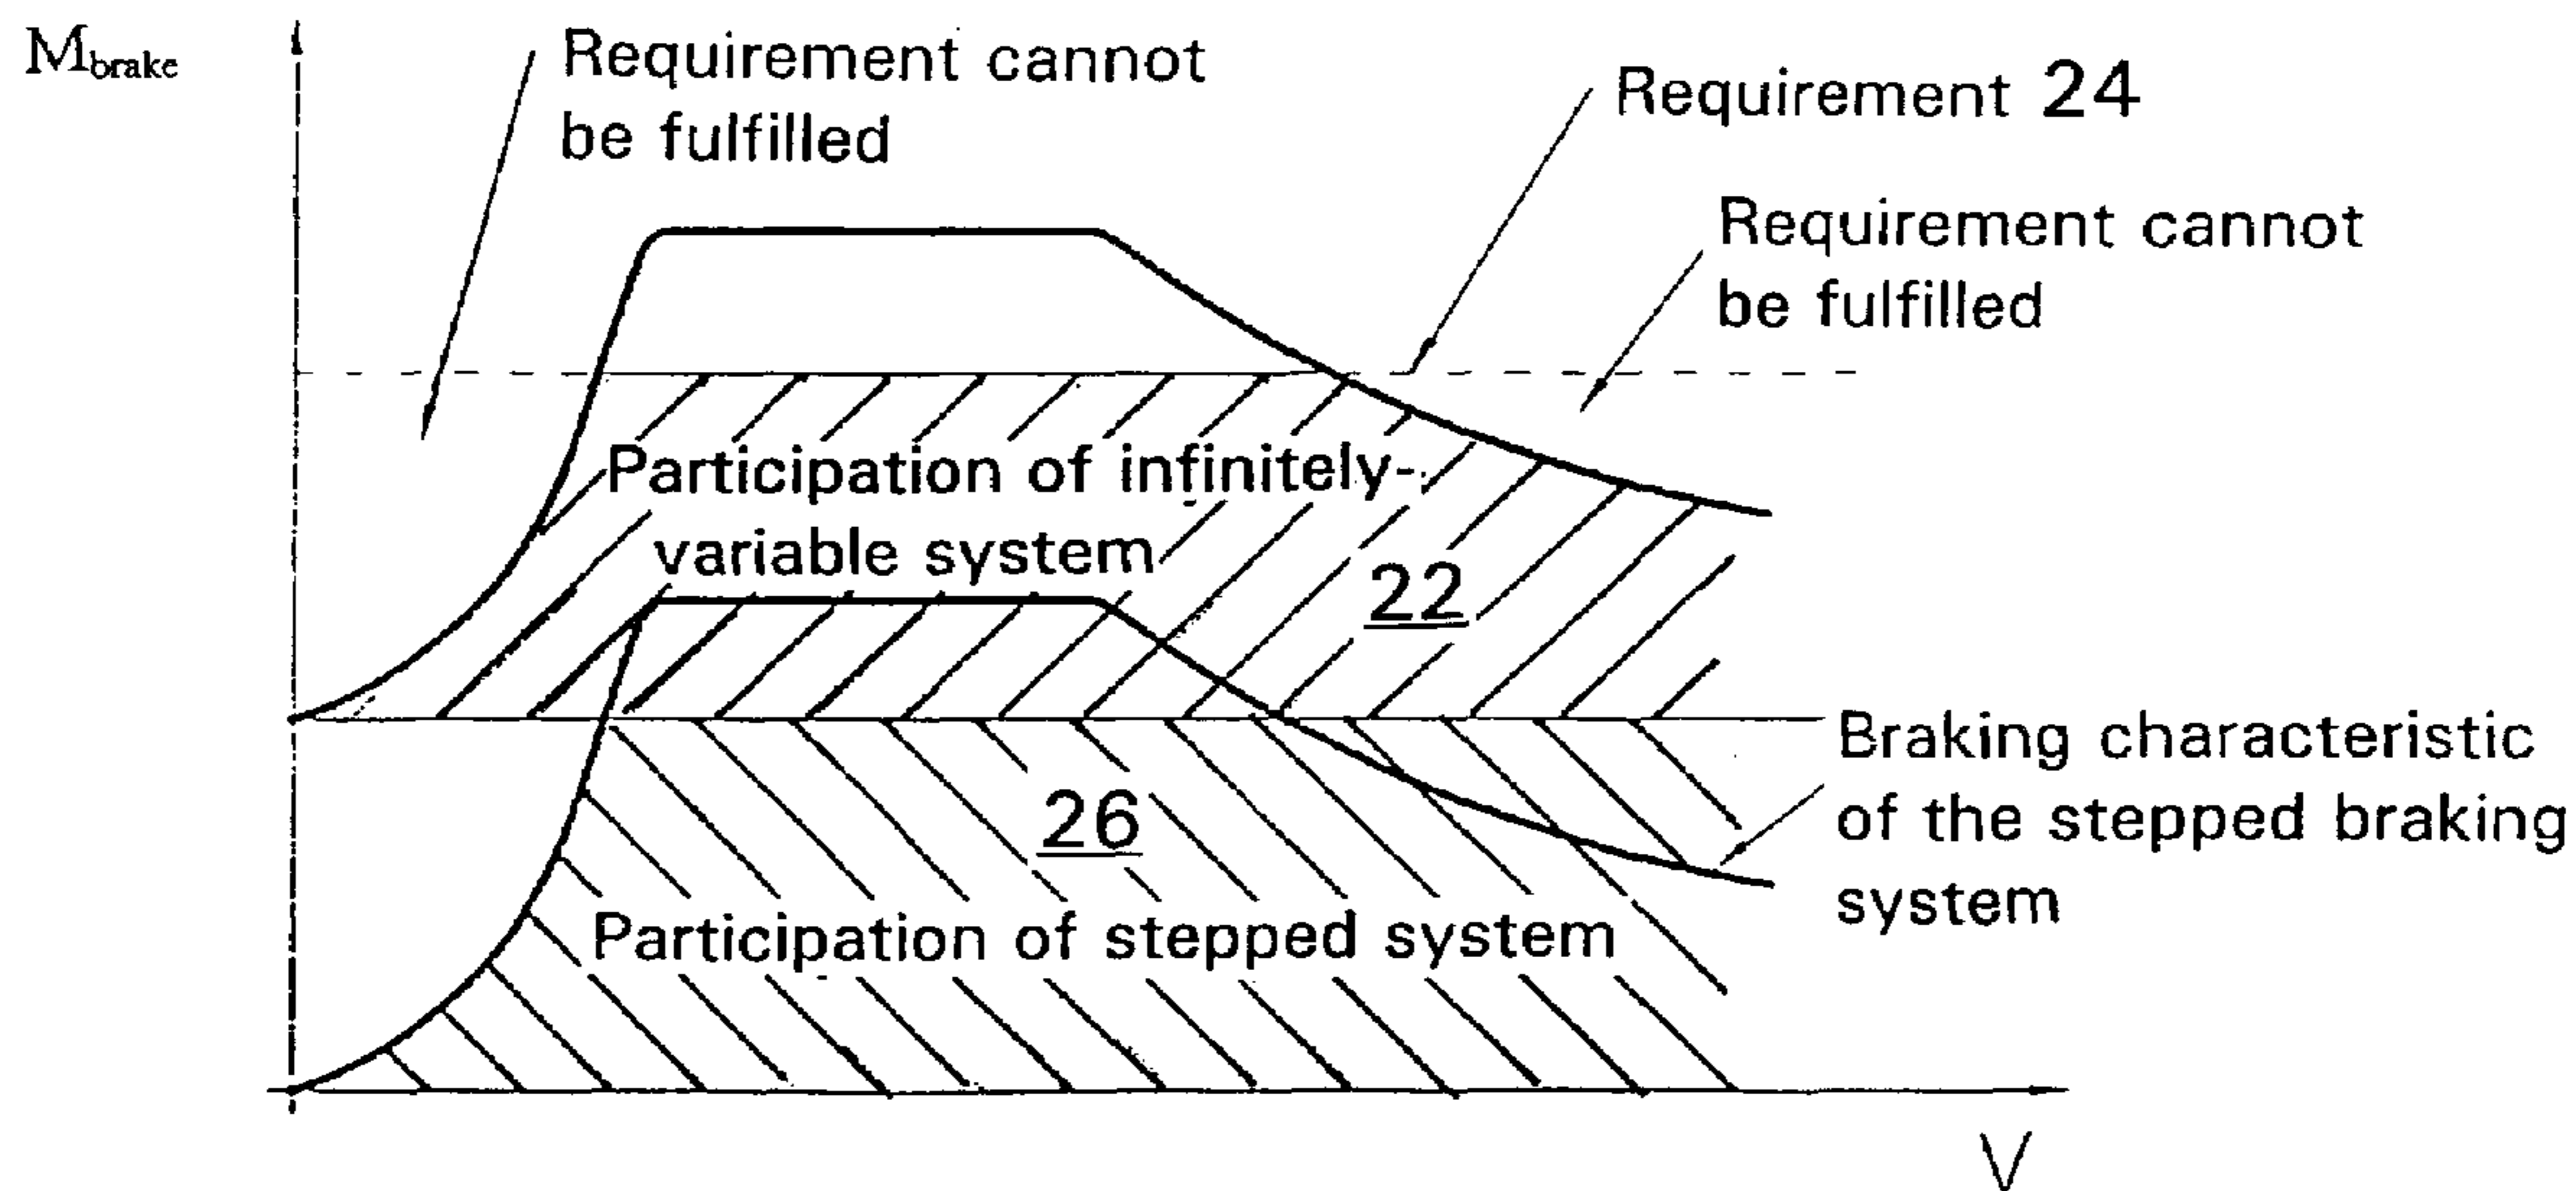 Mbrake
Requirement cannot
be fulfilled
Requirement 24
Requirement cannot
be fulfilled
Participation of infinitely-
variable system
22
Braking characteristic
of the stepped braking
system
26
Participation of stepped system
V